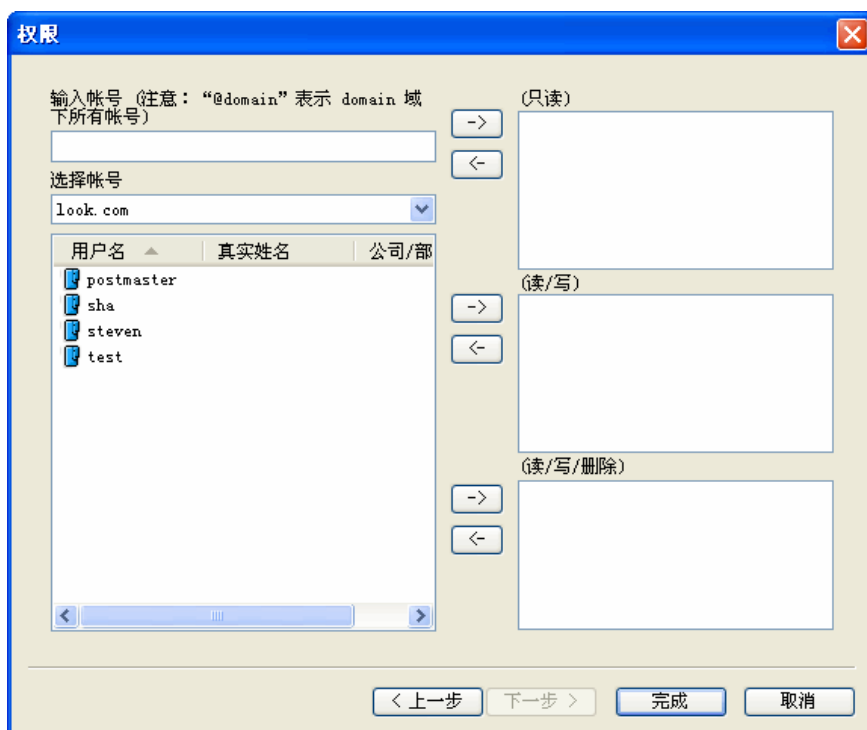 权限
输入帐号 (注意： “@domain” 表示 domain 域
下所有帐号)
选择帐号
look.com
用户名 真实姓名 公司/部
postmaster
sha
steven
test
->
<-
(只读)
->
<-
(读/写)
->
<-
(读/写/删除)
< 上一步 下一步 > 完成 取消